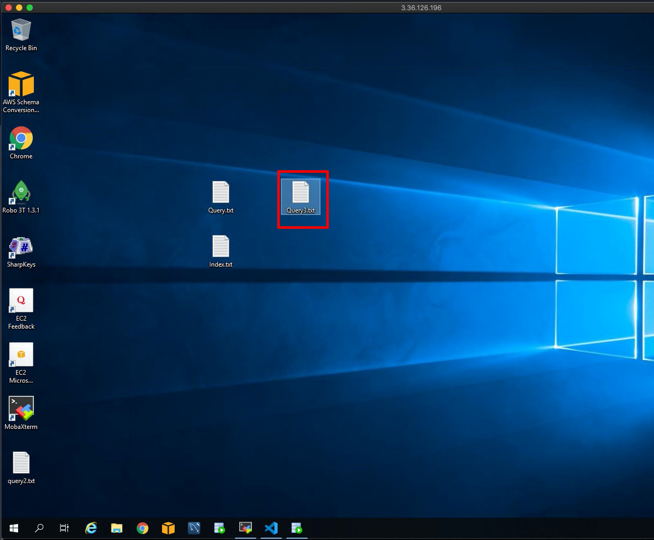 3.36.126.196
Recycle Bin
AWS Schema
Conversion...
Chrome
Robo 3T 1.3.1
SharpKeys
EC2
Feedback
EC2
Micros...
MobaXterm
query2.txt
Query.txt
Query3.txt
Index.txt